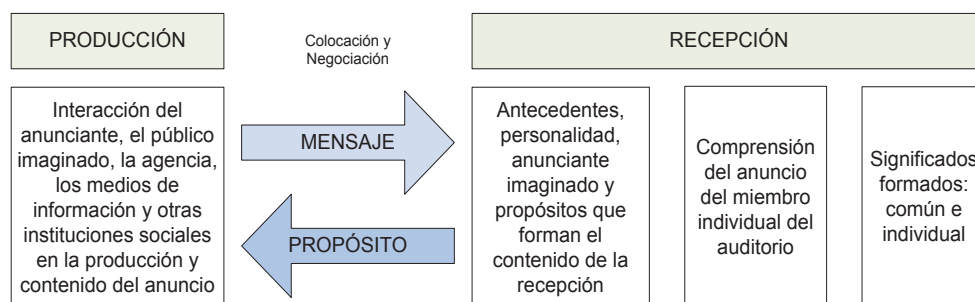 PRODUCCIÓN
Colocación y
Negociación
RECEPCIÓN
Interacción del
anunciante, el público
imaginado, la agencia,
los medios de
información y otras
instituciones sociales
en la producción y
contenido del anuncio
MENSAJE
PROPÓSITO
Antecedentes,
personalidad,
anunciante
imaginado y
propósitos que
forman el
contenido de la
recepción
Comprensión
del anuncio
del miembro
individual del
auditorio
Significados
formados:
común e
individual